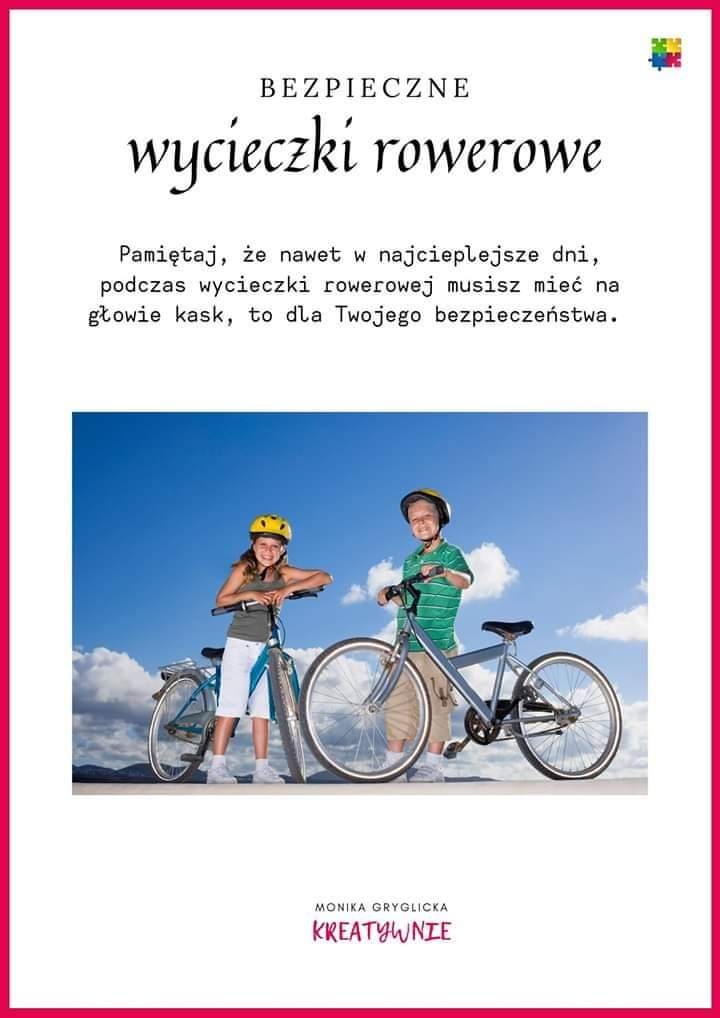 BEZPIECZNE
wycieczki rowerowe
Pamiętaj, że nawet w najcieplejsze dni,
podczas wycieczki rowerowej musisz mieć na
głowie kask, to dla Twojego bezpieczeństwa.
MONIKA GRYGLICKA
KREATYWNIE